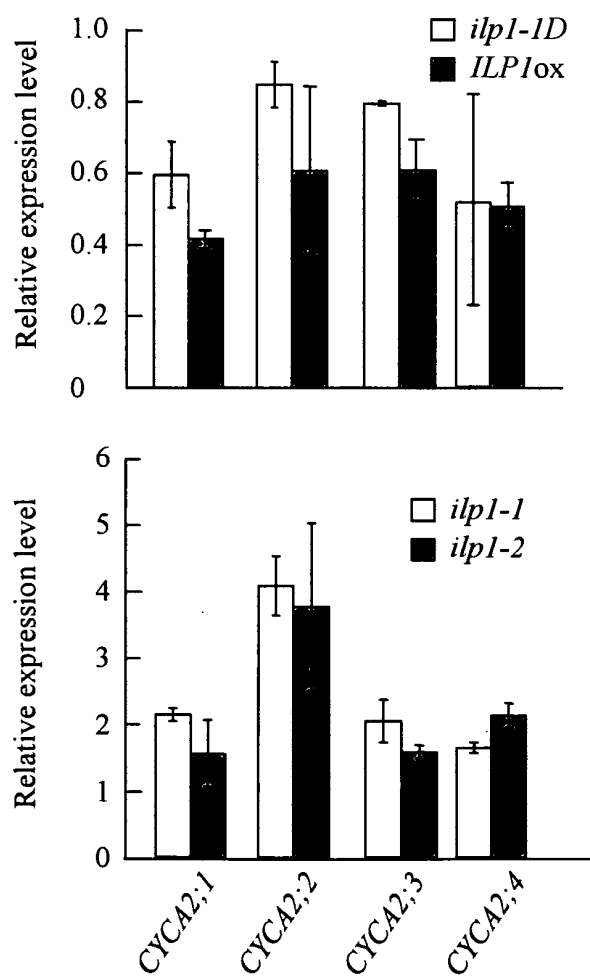 Relative expression level
1.0
0.8
0.6
0.4
0.2
0
ilp1-1D
ILP1ox
Relative expression level
6
5
4
3
2
1
0
ilp1-1
ilp1-2
CYCA2;1
CYCA2;2
CYCA2;3
CYCA2;4